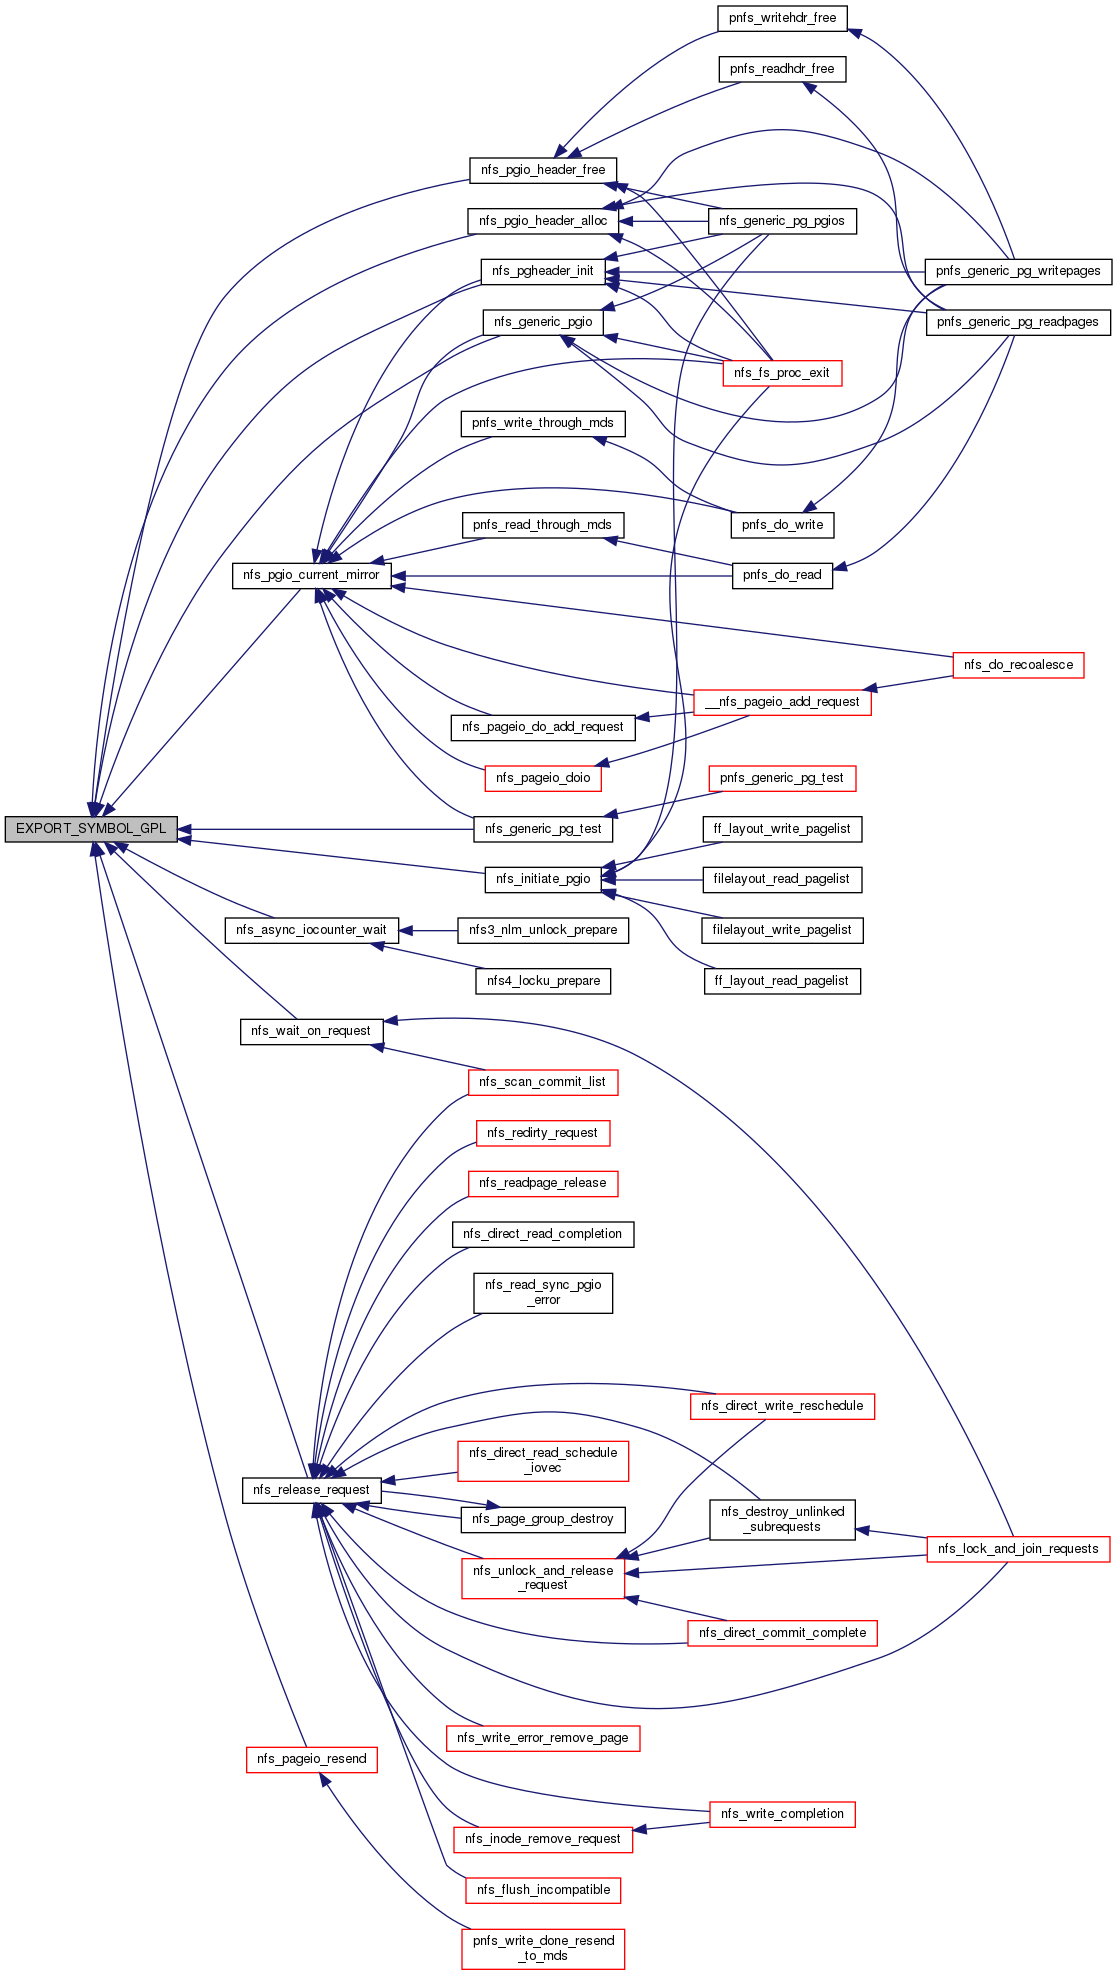 pnfs_writehdr_free
pnfs_readhdr_free
nfs_pgio_header_free
nfs_pgio_header_alloc
nfs_generic_pg_pgios
nfs_pgheader_init
pnfs_generic_pg_writepages
nfs_generic_pgio
pnfs_generic_pg_readpages
nfs_fs_proc_exit
pnfs_write_through_mds
pnfs_read_through_mds
pnfs_do_write
nfs_pgio_current_mirror
pnfs_do_read
nfs_do_recoalesce
__nfs_pageio_add_request
nfs_pageio_do_add_request
nfs_pageio_doio
pnfs_generic_pg_test
EXPORT_SYMBOL_GPL
nfs_generic_pg_test
ff_layout_write_pagelist
nfs_initiate_pgio
filelayout_read_pagelist
nfs_async_iocounter_wait
nfs3_nlm_unlock_prepare
filelayout_write_pagelist
nfs4_locku_prepare
ff_layout_read_pagelist
nfs_wait_on_request
nfs_scan_commit_list
nfs_redirty_request
nfs_readpage_release
nfs_direct_read_completion
nfs_read_sync_pgio
_error
nfs_direct_write_reschedule
nfs_direct_read_schedule
_iovec
nfs_release_request
nfs_page_group_destroy
nfs_destroy_unlinked
_subrequests
nfs_lock_and_join_requests
nfs_unlock_and_release
_request
nfs_direct_commit_complete
nfs_write_error_remove_page
nfs_pageio_resend
nfs_write_completion
nfs_inode_remove_request
nfs_flush_incompatible
pnfs_write_done_resend
_to_mds